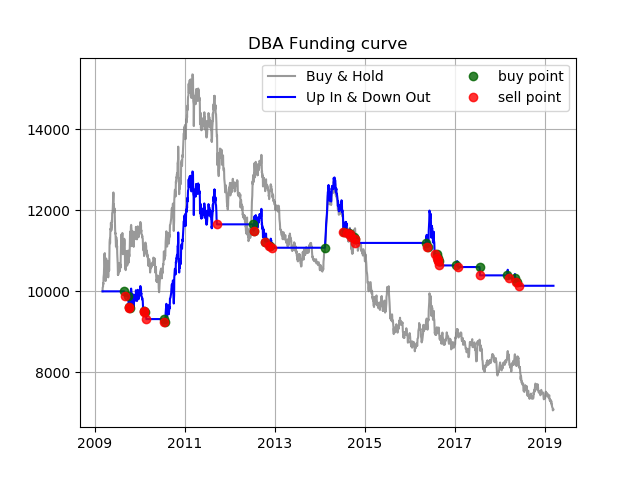 DBA Funding curve
Buy & Hold
Up In & Down Out
buy point
sell point
14000
12000
10000
8000
2009 2011 2013 2015 2017 2019